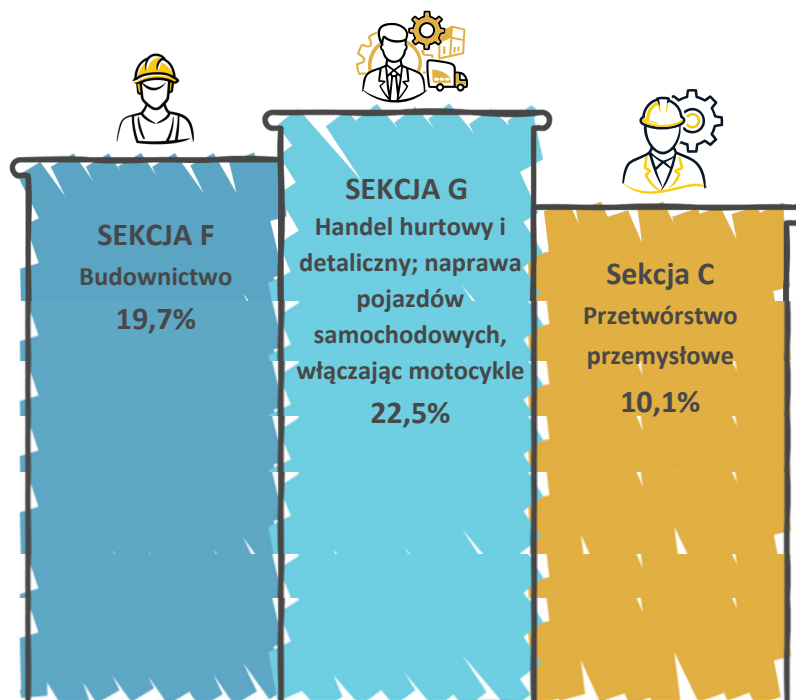 SEKCJA F
Budownictwo
19,7%
SEKCJA G
Handel hurtowy i
detaliczny; naprawa
pojazdów
samochodowych,
włączając motocykle
22,5%
Sekcja C
Przetwórstwo
przemysłowe
10,1%